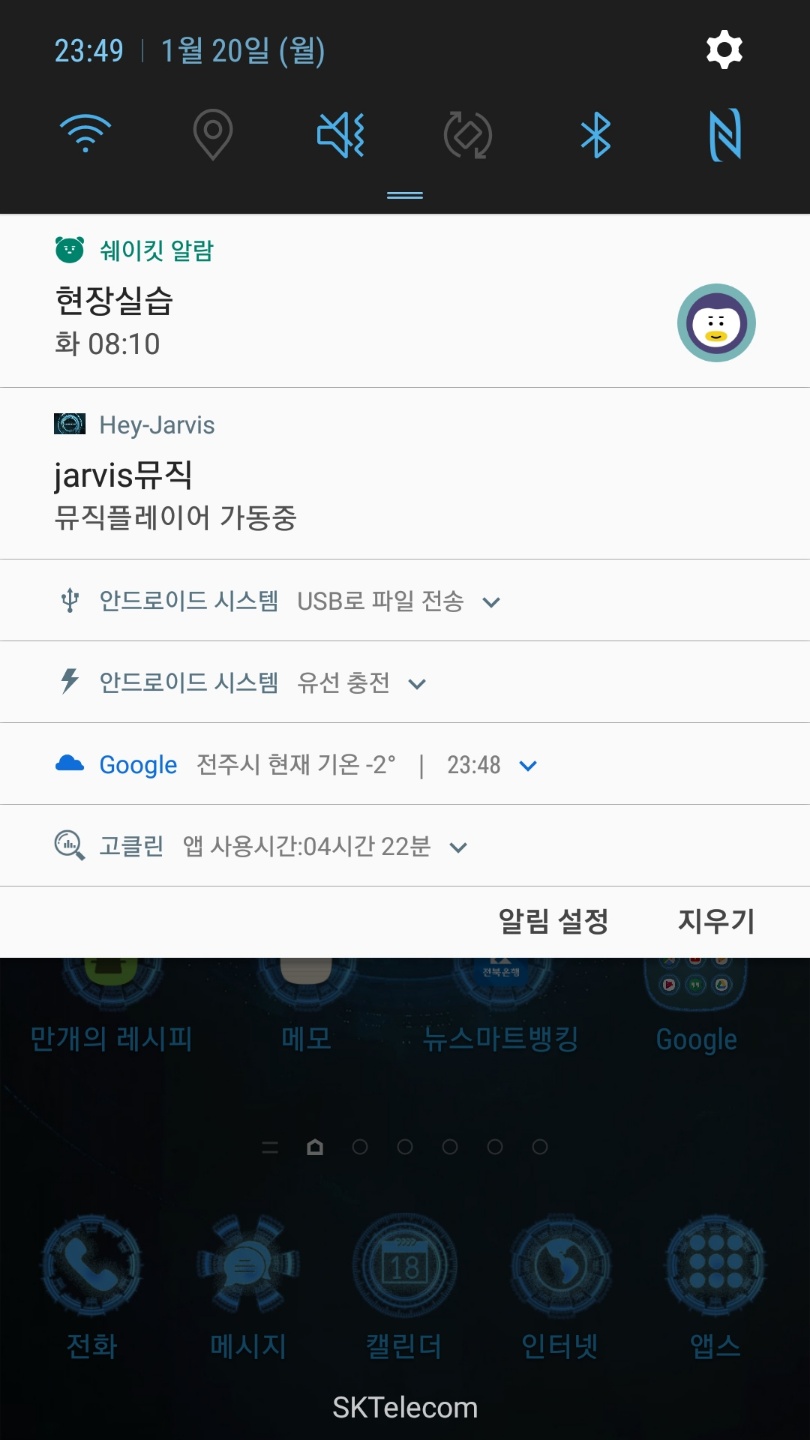 23:49 | 1월 20일 (월)
쉐이킷 알람
현장실습
화 08:10
Hey-Jarvis
jarvis뮤직
뮤직플레이어 가동중
안드로이드 시스템 USB로 파일 전송
안드로이드 시스템 유선 충전
Google 전주시 현재 기온 -2° | 23:48
고클린 앱 사용시간:04시간 22분
알림 설정 지우기
전북은행
만개의 레시피 메모 뉴스마트뱅킹 Google
18
전화 메시지 캘린더 인터넷 앱스
SKTelecom